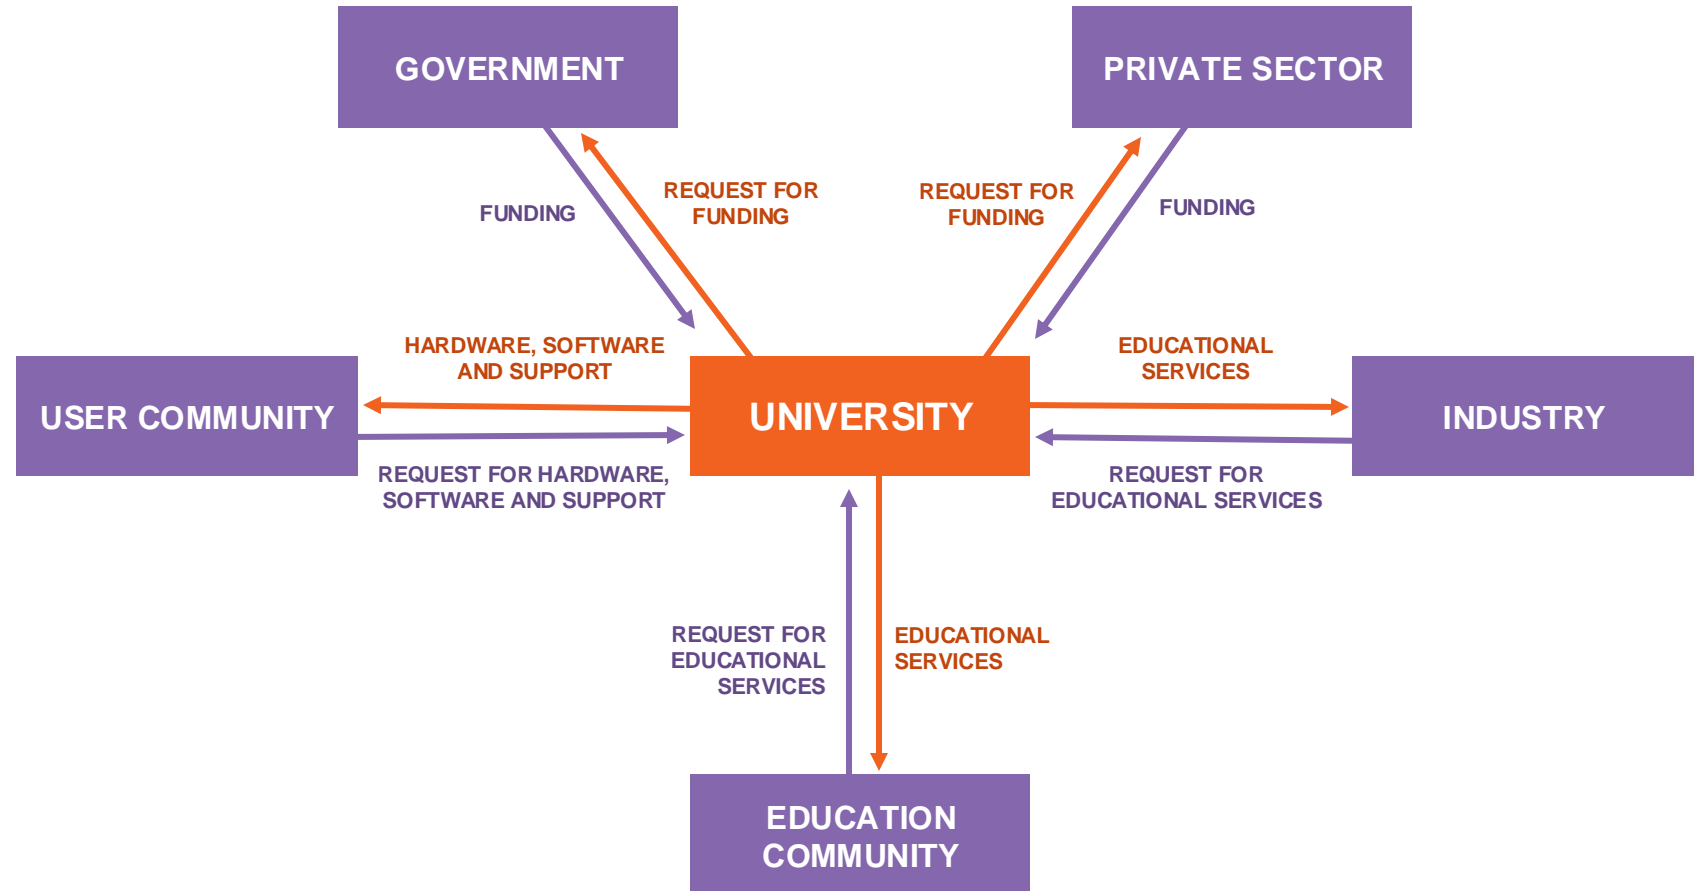 GOVERNMENT
PRIVATE SECTOR
FUNDING
REQUEST FOR
FUNDING
REQUEST FOR
FUNDING
FUNDING
HARDWARE, SOFTWARE
AND SUPPORT
EDUCATIONAL
SERVICES
USER COMMUNITY
UNIVERSITY
INDUSTRY
REQUEST FOR HARDWARE,
SOFTWARE AND SUPPORT
REQUEST FOR
EDUCATIONAL SERVICES
REQUEST FOR
EDUCATIONAL
SERVICES
EDUCATIONAL
SERVICES
EDUCATION
COMMUNITY